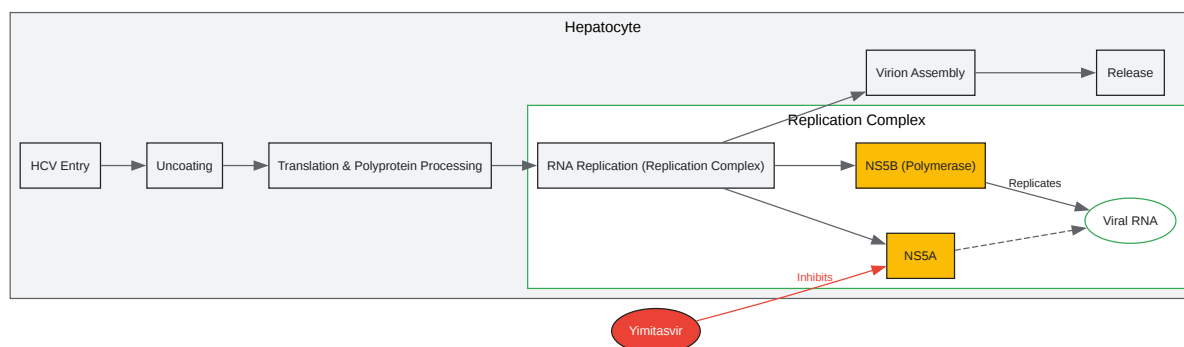 Hepatocyte
Virion Assembly
Release
Replication Complex
HCV Entry
Uncoating
Translation & Polyprotein Processing
RNA Replication (Replication Complex)
NS5B (Polymerase)
Replicates
Viral RNA
NS5A
Inhibits
Yimitasvir